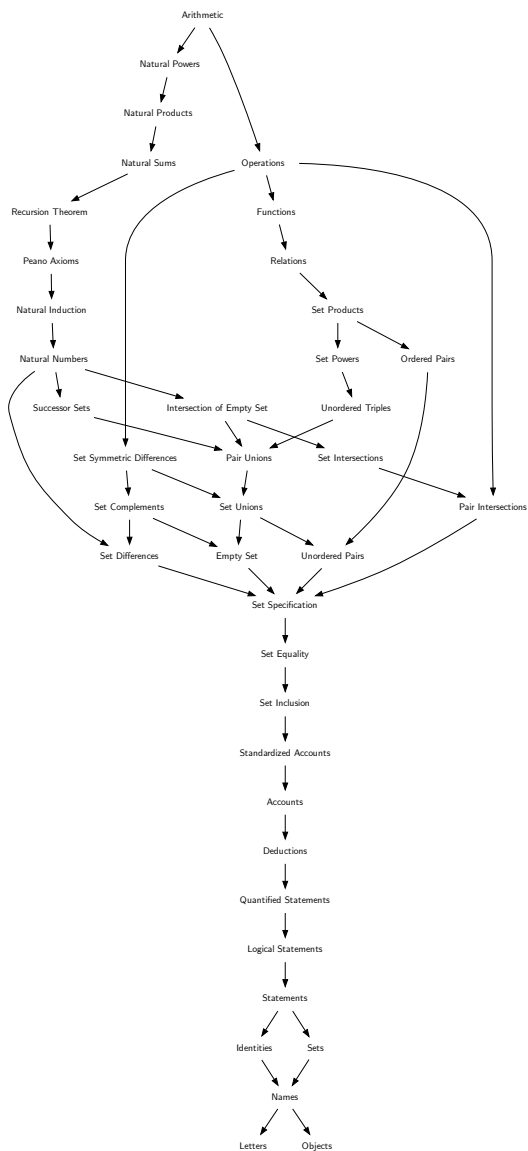 Arithmetic
Natural Powers
Natural Products
Natural Sums
Operations
Recursion Theorem
Functions
Peano Axioms
Relations
Natural Induction
Set Products
Natural Numbers
Set Powers
Ordered Pairs
Successor Sets
Intersection of Empty Set
Unordered Triples
Set Symmetric Differences
Pair Unions
Set Intersections
Set Complements
Set Unions
Pair Intersections
Set Differences
Empty Set
Unordered Pairs
Set Specification
Set Equality
Set Inclusion
Standardized Accounts
Accounts
Deductions
Quantified Statements
Logical Statements
Statements
Identities
Sets
Names
Letters
Objects